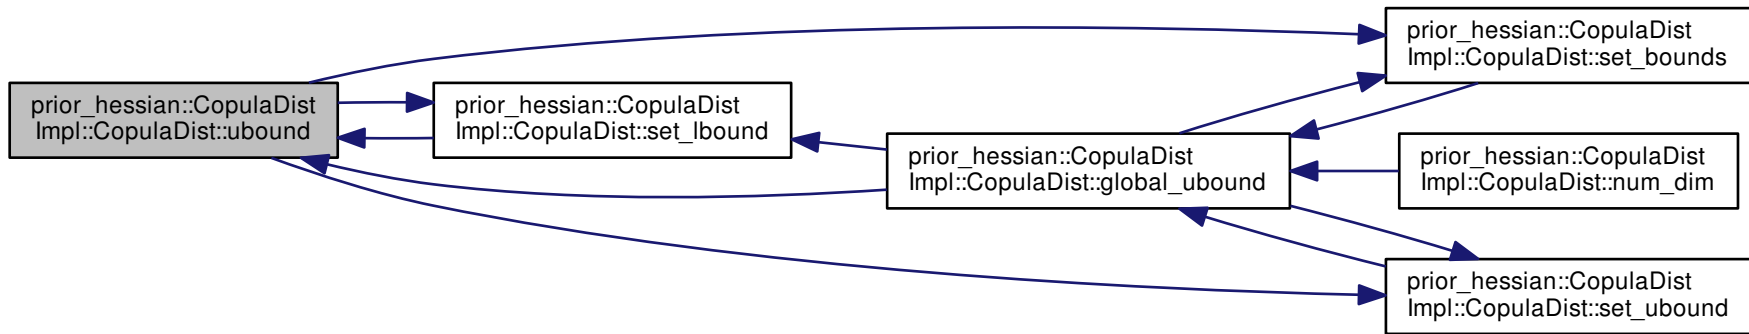 prior_hessian::CopulaDist
Impl::CopulaDist::ubound
prior_hessian::CopulaDist
Impl::CopulaDist::set_lbound
prior_hessian::CopulaDist
Impl::CopulaDist::global_ubound
prior_hessian::CopulaDist
Impl::CopulaDist::set_bounds
prior_hessian::CopulaDist
Impl::CopulaDist::num_dim
prior_hessian::CopulaDist
Impl::CopulaDist::set_ubound